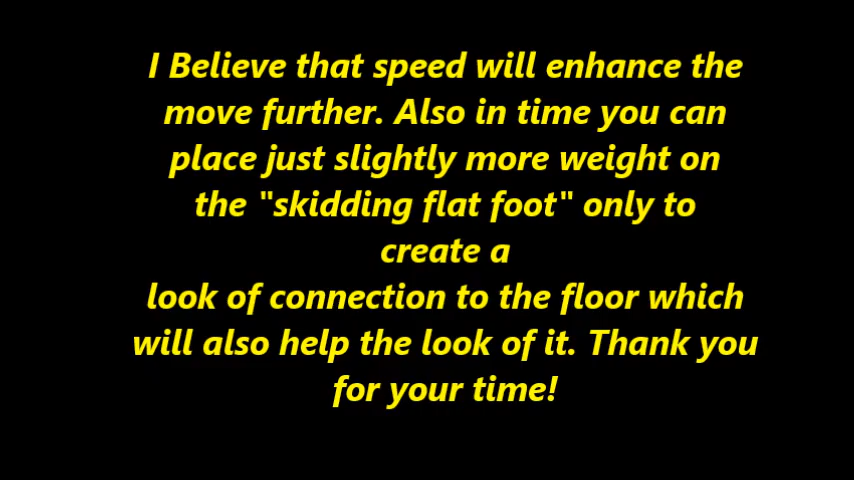 I Believe that speed will enhance the
move further. Also in time you can
place just slightly more weight on
the "skidding flat foot" only to
create a
look of connection to the floor which
will also help the look of it. Thank you
for your time!